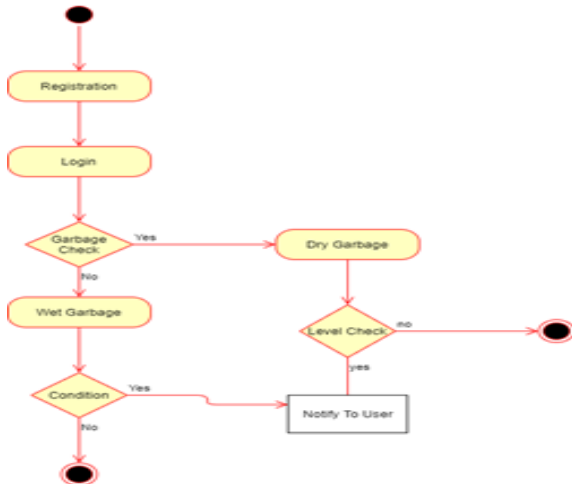 Registration
Login
Garbage
Check
Yes
Dry Garbage
No
Wet Garbage
Level Check
no
yes
Condition
Yes
Notify To User
No